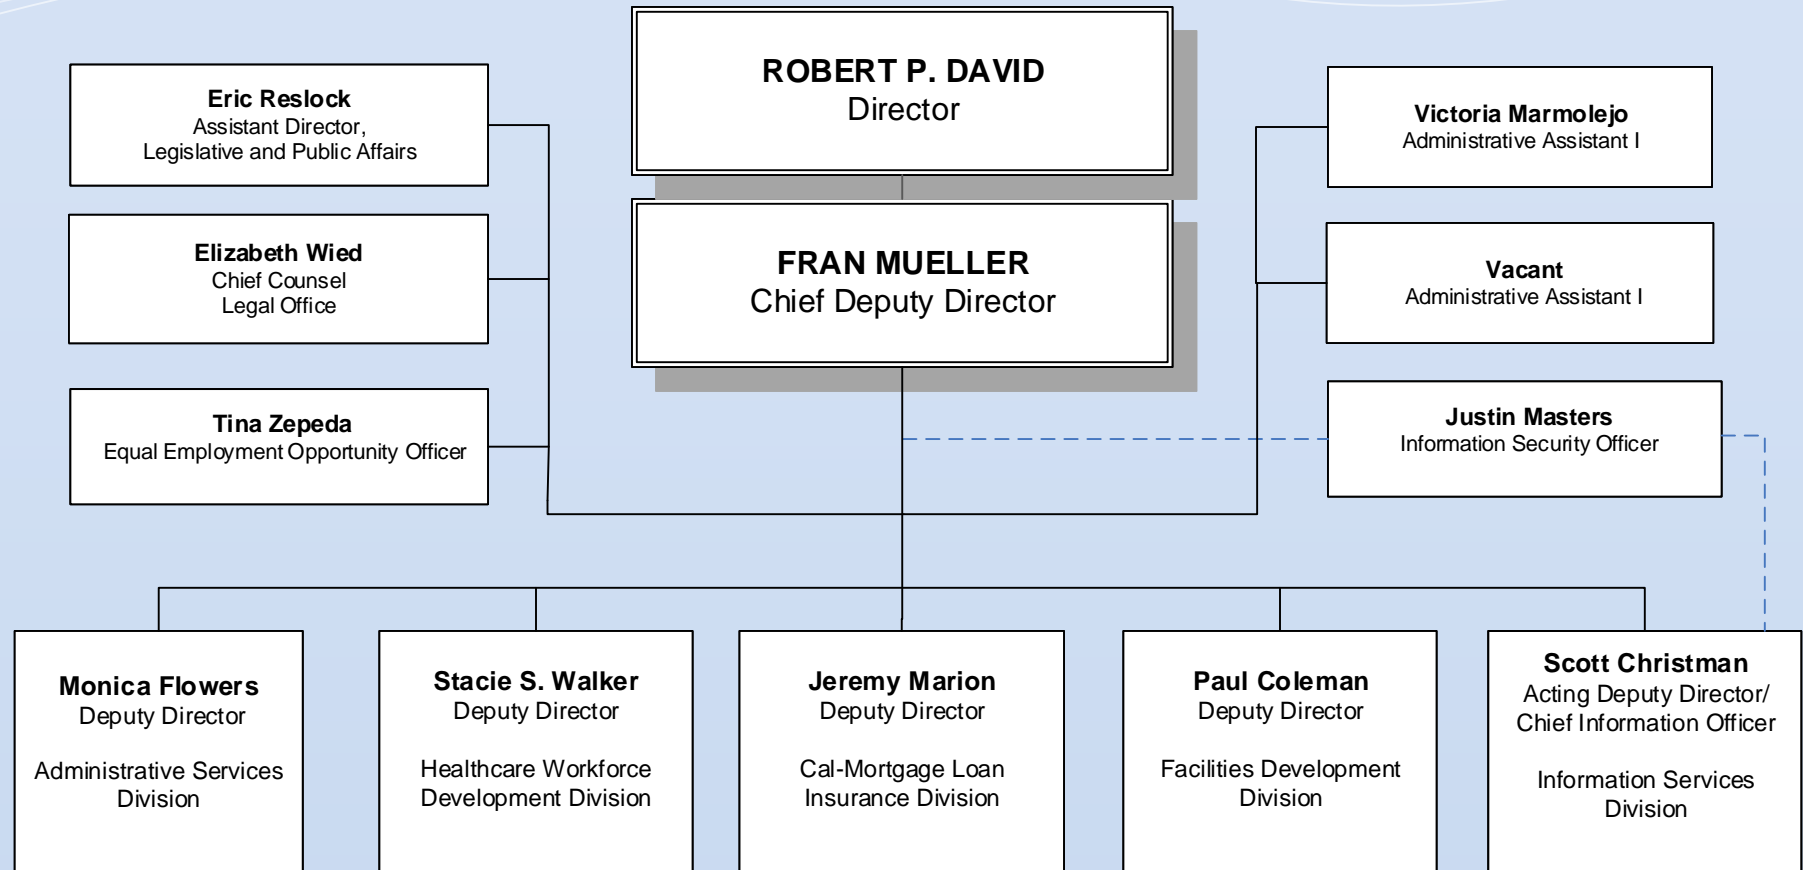 ROBERT P. DAVID
Director
FRAN MUELLER
Chief Deputy Director
Eric Reslock
Assistant Director,
Legislative and Public Affairs
Elizabeth Wied
Chief Counsel
Legal Office
Tina Zepeda
Equal Employment Opportunity Officer
Victoria Marmolejo
Administrative Assistant I
Vacant
Administrative Assistant I
Justin Masters
Information Security Officer
Monica Flowers
Deputy Director
Administrative Services
Division
Stacie S. Walker
Deputy Director
Healthcare Workforce
Development Division
Jeremy Marion
Deputy Director
Cal-Mortgage Loan
Insurance Division
Paul Coleman
Deputy Director
Facilities Development
Division
Scott Christman
Acting Deputy Director/
Chief Information Officer
Information Services
Division